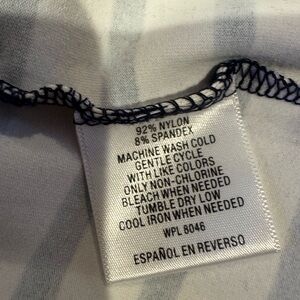 92% NYLON
8% SPANDEX
MACHINE WASH COLD
GENTLE CYCLE
WITH LIKE COLORS
ONLY NON-CHLORINE
BLEACH WHEN NEEDED
TUMBLE DRY LOW
COOL IRON WHEN NEEDED
WPL 8046
ESPAÑOL EN REVERSO